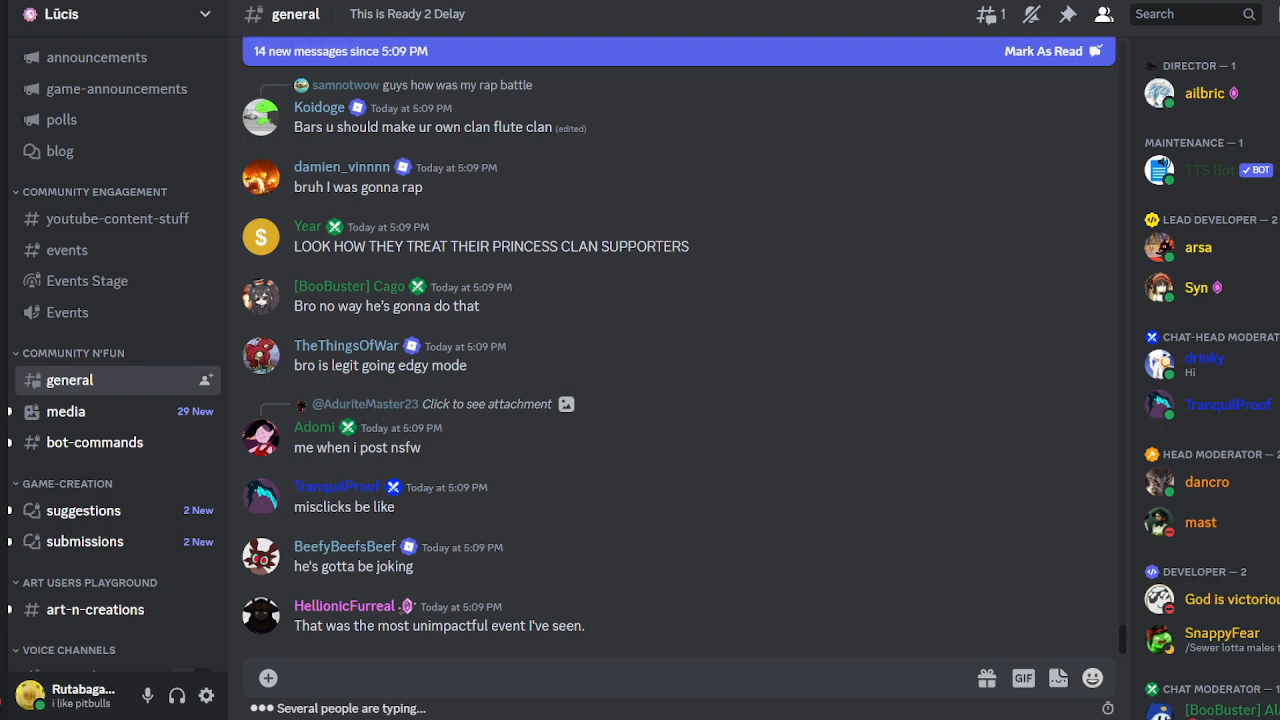 Lūcis
general
This is Ready 2 Delay
1
Search
announcements
game-announcements
polls
blog
COMMUNITY ENGAGEMENT
youtube-content-stuff
events
Events Stage
Events
COMMUNITY N'FUN
general
media
29 New
bot-commands
GAME-CREATION
suggestions
2 New
submissions
2 New
ART USERS PLAYGROUND
art-n-creations
VOICE CHANNELS
Rutabaga...
i like pitbulls
14 new messages since 5:09 PM
Mark As Read
samnotwow guys how was my rap battle
Koidoge Today at 5:09 PM
Bars u should make ur own clan flute clan (edited)
damien_vinnnn Today at 5:09 PM
bruh I was gonna rap
$
Year Today at 5:09 PM
LOOK HOW THEY TREAT THEIR PRINCESS CLAN SUPPORTERS
[BooBuster] Cago Today at 5:09 PM
Bro no way he's gonna do that
TheThingsOfWar Today at 5:09 PM
bro is legit going edgy mode
@AduriteMaster23 Click to see attachment
Adomi Today at 5:09 PM
me when i post nsfw
TranquilProof Today at 5:09 PM
misclicks be like
BeefyBeefsBeef Today at 5:09 PM
he's gotta be joking
HellionicFurreal Today at 5:09 PM
That was the most unimpactful event I've seen.
GIF
Several people are typing...
DIRECTOR — 1
ailbric
MAINTENANCE — 1
TTS Bot ✓ BOT
LEAD DEVELOPER — 2
arsa
Syn
CHAT-HEAD MODERAT
drinky
Hi
TranquilProof
HEAD MODERATOR — 2
dancro
mast
DEVELOPER — 2
God is victoriou
SnappyFear
/Sewer lotta males t
CHAT MODERATOR —
[BooBuster] Al